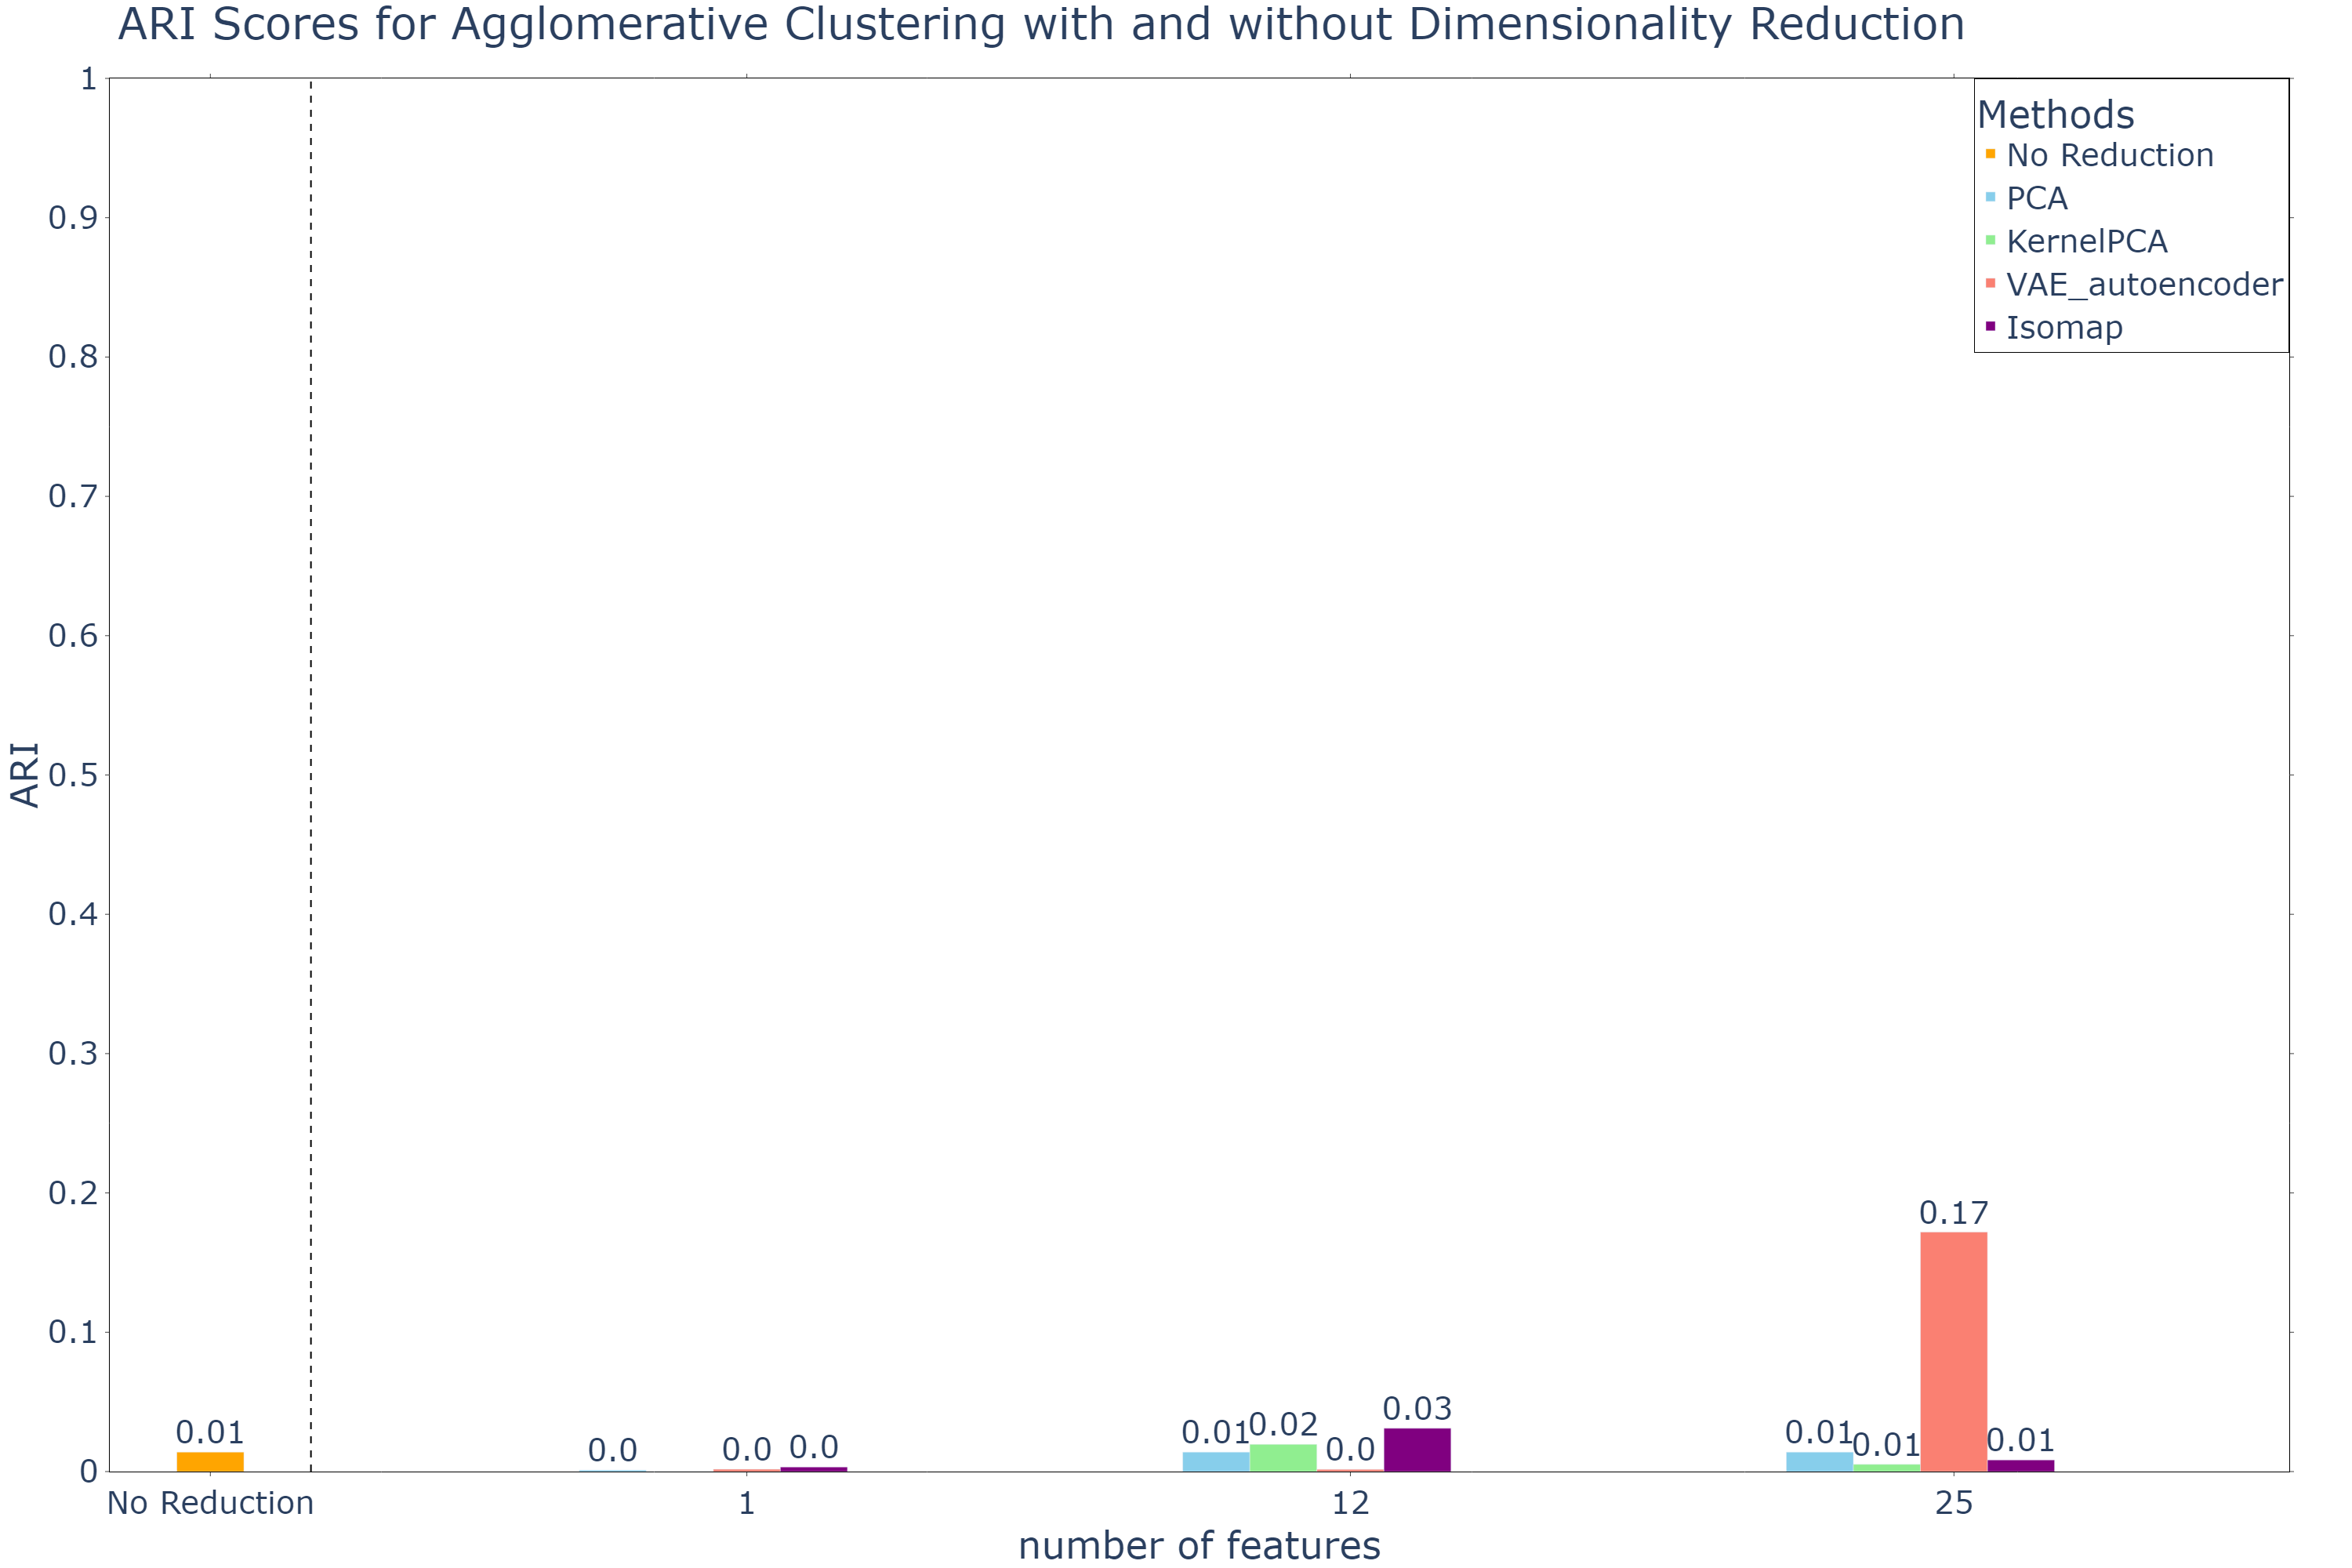 ARI Scores for Agglomerative Clustering with and without Dimensionality Reduction
Methods
No Reduction
PCA
KernelPCA
VAE_autoencoder
Isomap
ARI
1
0.9
0.8
0.7
0.6
0.5
0.4
0.3
0.2
0.1
0
0.01
0.0
0.0
0.0
0.01
0.02
0.0
0.03
0.01
0.01
0.17
0.01
No Reduction
1
12
25
number of features